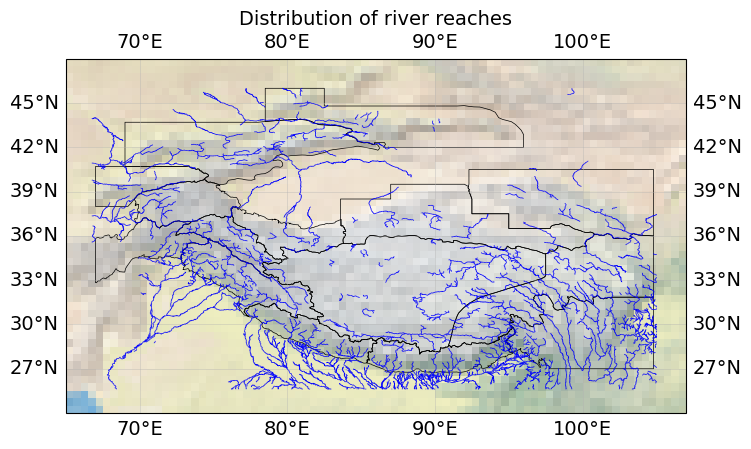 Distribution of river reaches
70°E 80°E 90°E 100°E
45°N 45°N
42°N 42°N
39°N 39°N
36°N 36°N
33°N 33°N
30°N 30°N
27°N 27°N
70°E 80°E 90°E 100°E